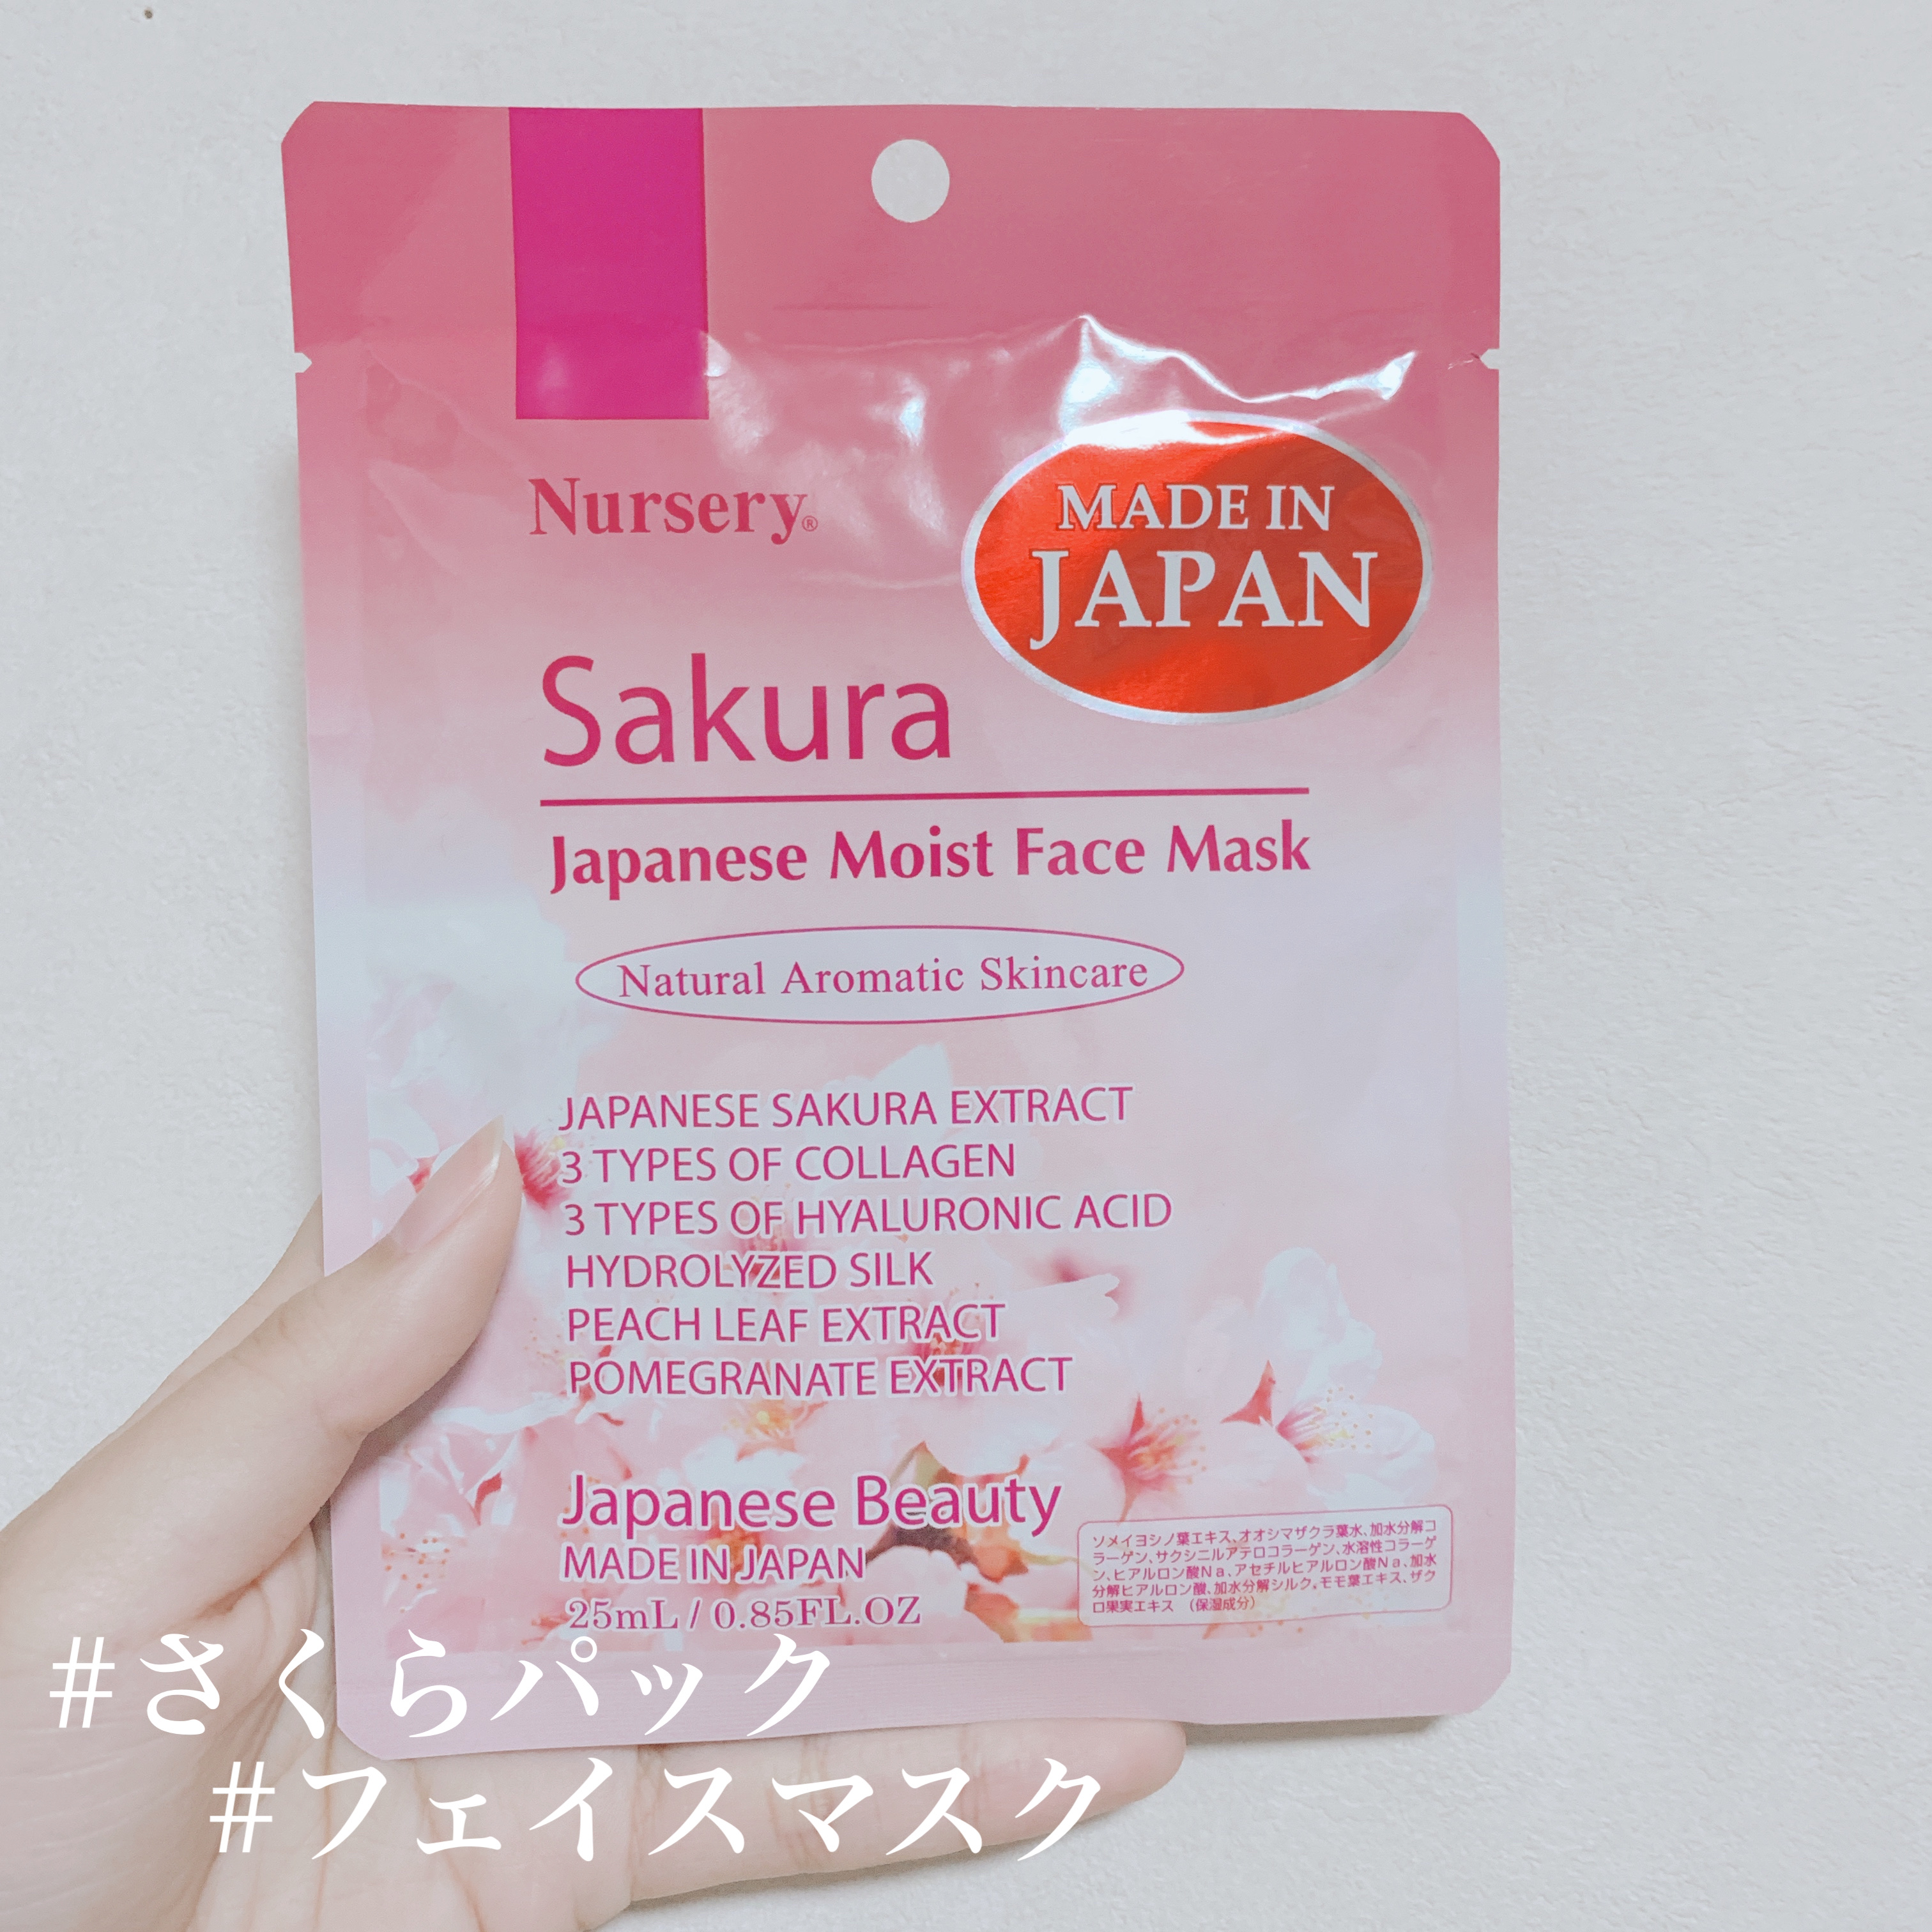 Nursery®
MADE IN
JAPAN
Sakura
Japanese Moist Face Mask
Natural Aromatic Skincare
JAPANESE SAKURA EXTRACT
3 TYPES OF COLLAGEN
3 TYPES OF HYALURONIC ACID
HYDROLYZED SILK
PEACH LEAF EXTRACT
POMEGRANATE EXTRACT
Japanese Beauty
MADE IN JAPAN
25mL / 0.85FL.OZ
ソメイヨシノ葉エキス、オオシマザクラ葉水、加水分解コ
ラーゲン、サクシニルアテロコラーゲン、水溶性コラーゲ
ン、ヒアルロン酸Na、アセチルヒアルロン酸Na、加水
分解ヒアルロン酸、加水分解シルク。モモ葉エキス、ザク
ロ果実エキス (保湿成分)
#さくらパック
#フェイスマスク